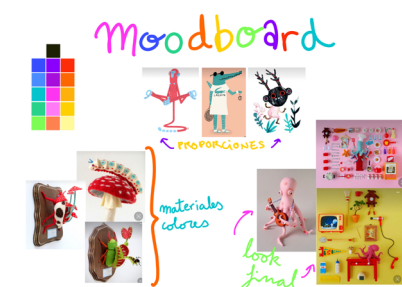 moodboard
PROPORCIONES
materiales
colores
look
final